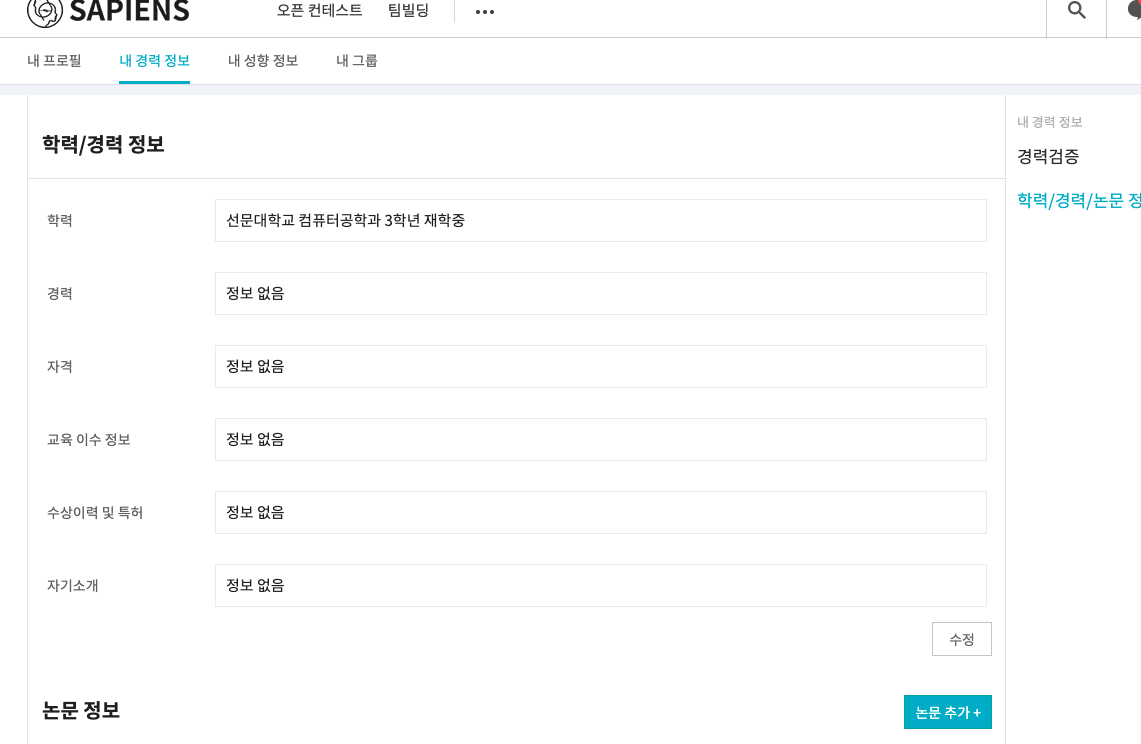 SAPIENS 오픈 컨테스트 팀빌딩 ...
내 프로필 내 경력 정보 내 성향 정보 내 그룹
학력/경력 정보
학력 선문대학교 컴퓨터공학과 3학년 재학중
경력 정보 없음
자격 정보 없음
교육 이수 정보 정보 없음
수상이력 및 특허 정보 없음
자기소개 정보 없음
수정
논문 정보 논문 추가 +
내 경력 정보
경력검증
학력/경력/논문 정